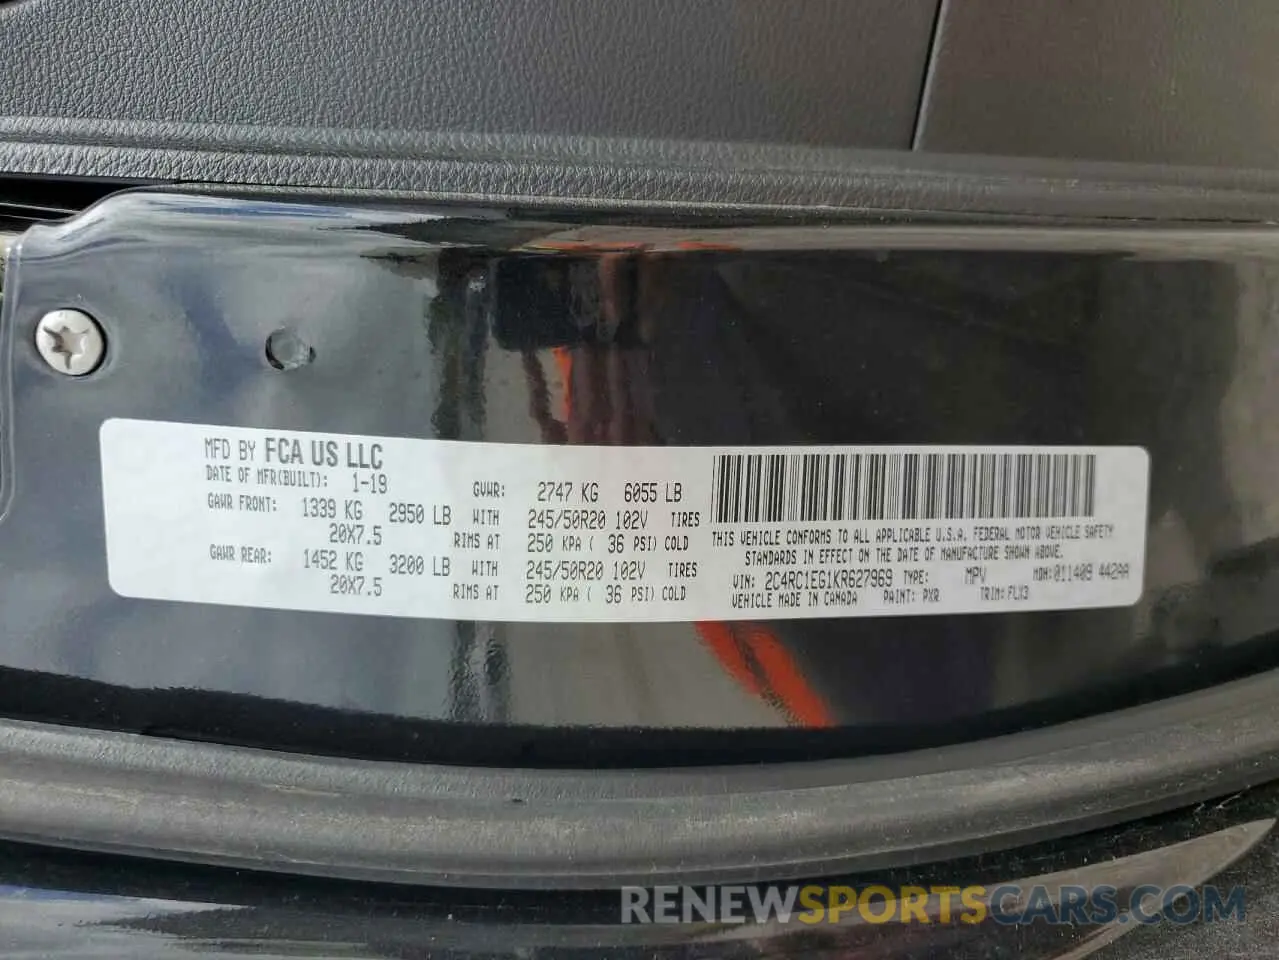 MFD BY FCA US LLC
DATE OF MFR(BUILT): 1-19
GVWR: 2747 KG 6055 LB
GAWR FRONT: 1339 KG 2950 LB WITH 245/50R20 102V TIRES
20X7.5 RIMS AT 250 KPA ( 36 PSI) COLD
GAWR REAR: 1452 KG 3200 LB WITH 245/50R20 102V TIRES
20X7.5 RIMS AT 250 KPA ( 36 PSI) COLD
THIS VEHICLE CONFORMS TO ALL APPLICABLE U.S.A. FEDERAL MOTOR VEHICLE SAFETY
STANDARDS IN EFFECT ON THE DATE OF MANUFACTURE SHOWN ABOVE.
VIN: 2C4RC1EG1KR627969 TYPE: MPV MDH: 011409 442AA
VEHICLE MADE IN CANADA PAINT: PXR TRIM: FLX3
RENEWSPORTSCARS.COM